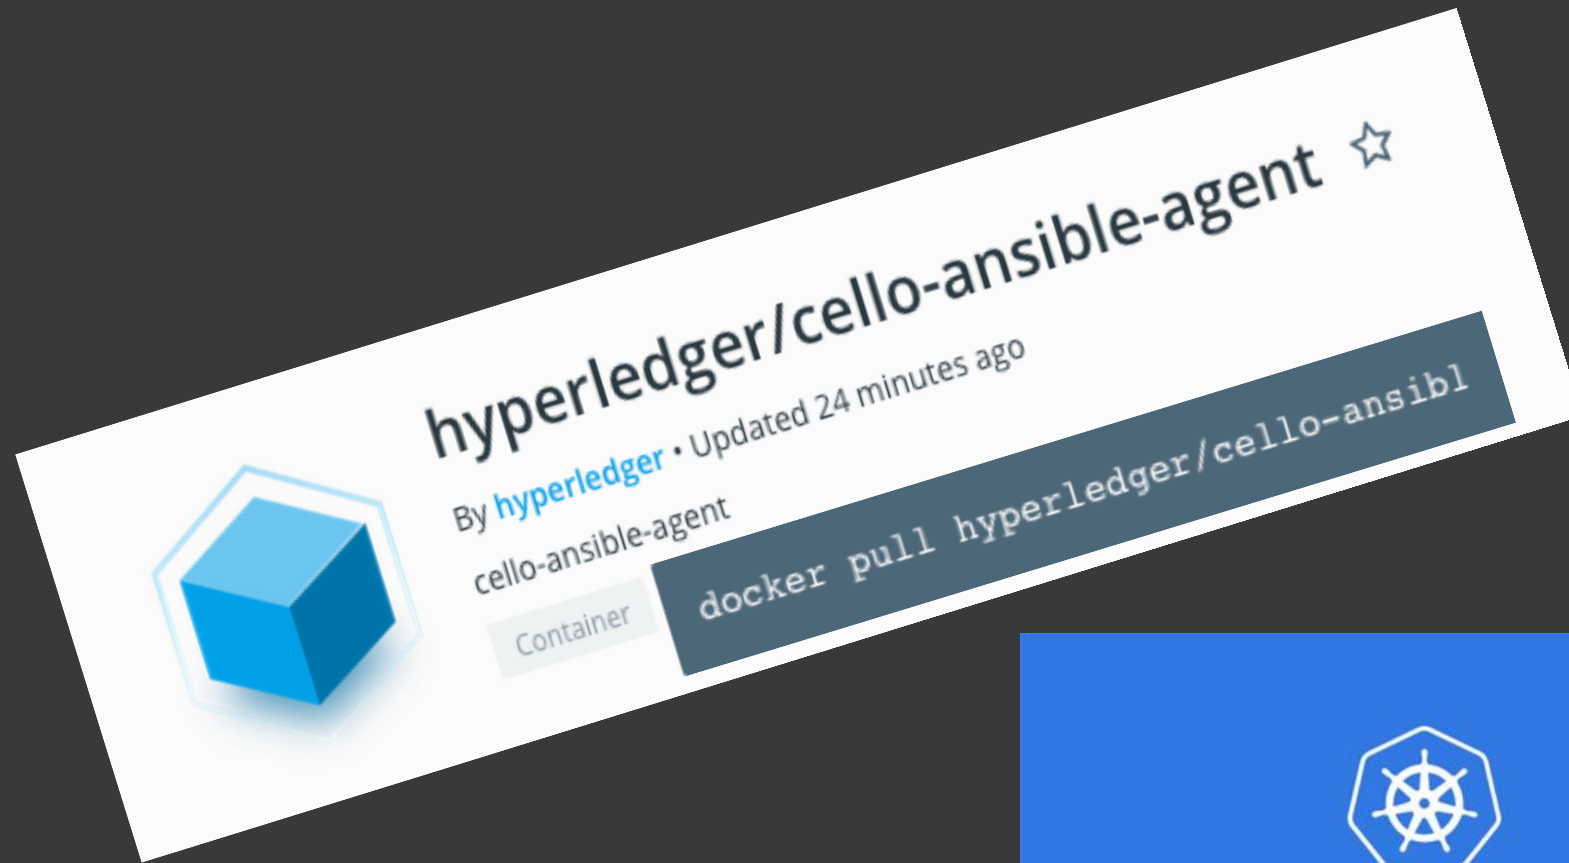 hyperledger/cello-ansible-agent
By hyperledger • Updated 24 minutes ago
cello-ansible-agent
Container
docker pull hyperledger/cello-ansibl